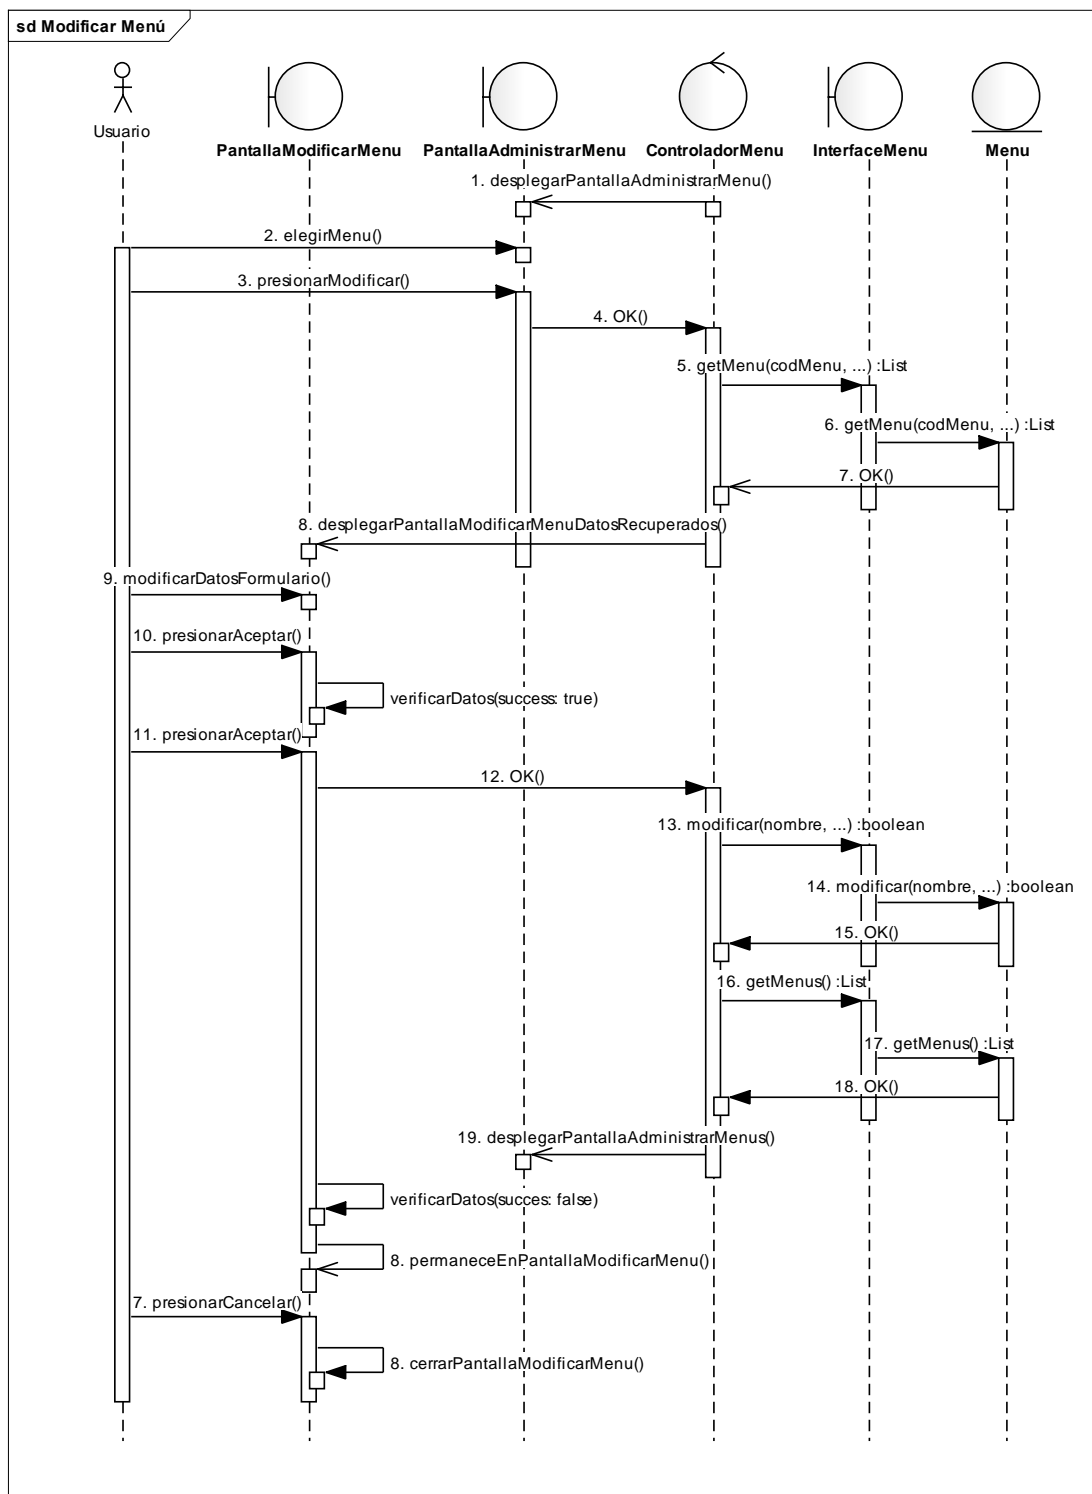 sd Modificar Menú
Usuario
PantallaModificarMenu
PantallaAdministrarMenu
ControladorMenu
InterfaceMenu
Menu
1. desplegarPantallaAdministrarMenu()
2. elegirMenu()
3. presionarModificar()
4. OK()
5. getMenu(codMenu, ...) :List
6. getMenu(codMenu, ...) :List
7. OK()
8. desplegarPantallaModificarMenuDatosRecuperados()
9. modificarDatosFormulario()
10. presionarAceptar()
verificarDatos(success: true)
11. presionarAceptar()
12. OK()
13. modificar(nombre, ...) :boolean
14. modificar(nombre, ...) :boolean
15. OK()
16. getMenus() :List
17. getMenus() :List
18. OK()
19. desplegarPantallaAdministrarMenus()
verificarDatos(succes: false)
8. permaneceEnPantallaModificarMenu()
7. presionarCancelar()
8. cerrarPantallaModificarMenu()